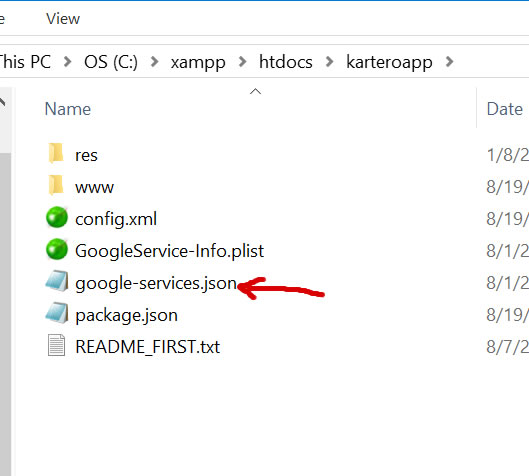 View
This PC > OS (C:) > xampp > htdocs > karteroapp >
Name Date
res 1/8/2
www 8/19/
config.xml 8/19/
GoogleService-Info.plist 8/1/2
google-services.json 8/1/2
package.json 8/19/
README_FIRST.txt 8/7/2